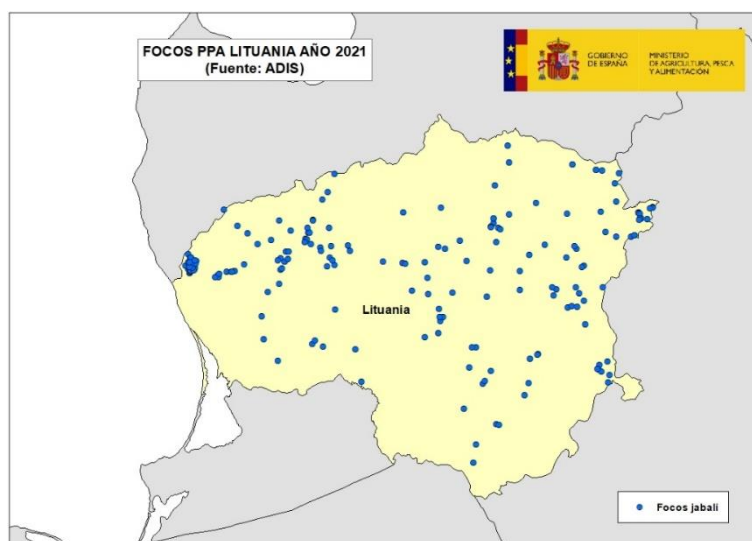 FOCOS PPA LITUANIA AÑO 2021
(Fuente: ADIS)
GOBIERNO
DE ESPAÑA
MINISTERIO
DE AGRICULTURA, PESCA
Y ALIMENTACIÓN
Lituania
Focos jabalí